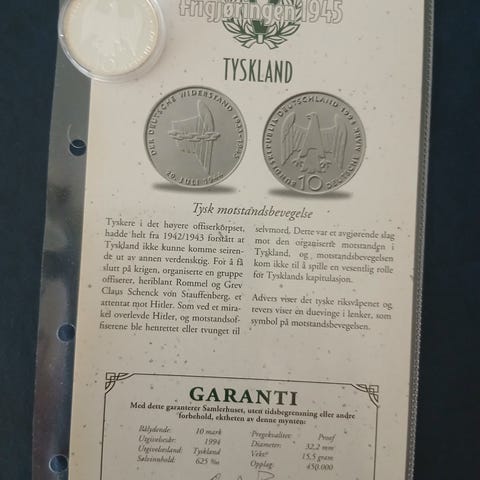 Frigjøringen 1945
TYSKLAND
DER DEUTSCHE WIDERSTAND 1933-1945
20. JULI 1944
BUNDESREPUBLIK DEUTSCHLAND 1994
10
DEUTSCHE MARK
Tysk motstandsbevegelse
Tyskere i det høyere offiserkorpset,
hadde helt fra 1942/1943 forstått at
Tyskland ikke kunne komme seiren-
de ut av annen verdenskrig. For å få
slutt på krigen, organiserte en gruppe
offiserer, heriblant Rommel og Grev
Claus Schenck von Stauffenberg, et
attentat mot Hitler. Som ved et mira-
kel overlevde Hitler, og motstandsof-
fiserene ble henrettet eller tvunget til
selvmord. Dette var et avgjørende slag
mot den organiserte motstanden i
Tyskland, og motstandsbevegelsen
kom ikke til å spille en vesentlig rolle
for Tysklands kapitulasjon.
Advers viser det tyske riksvåpenet og
revers viser en duevinge i lenker, som
symbol på motstandsbevegelsen.
GARANTI
Med dette garanterer Samlerhuset, uten tidsbegrensning eller andre
forbehold, ektheten av denne mynten:
Pålydende: 10 mark
Utgivelsesår: 1994
Utgivelsesland: Tyskland
Sølvinnhold: 625 ‰
Pregekvalitet: Proof
Diameter: 32,2 mm
Vekt: 15,5 gram
Opplag: 450.000